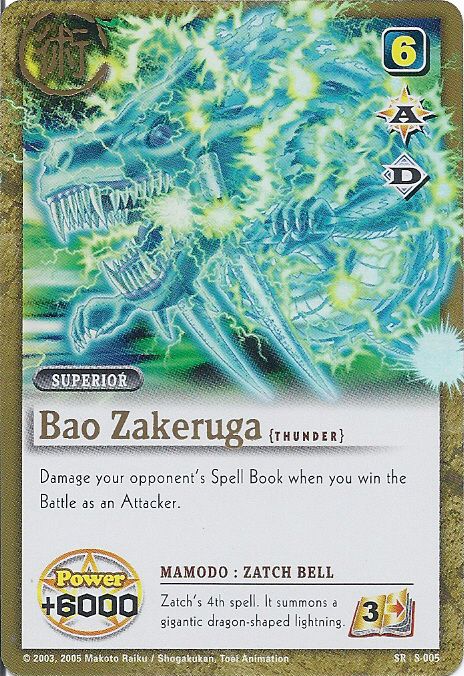 術
6
A
D
SUPERIOR
Bao Zakeruga {THUNDER}
Damage your opponent's Spell Book when you win the
Battle as an Attacker.
Power
+6000
MAMODO : ZATCH BELL
Zatch's 4th spell. It summons a
gigantic dragon-shaped lightning.
3
© 2003, 2005 Makoto Raiku / Shogakukan, Toei Animation
SR S-005